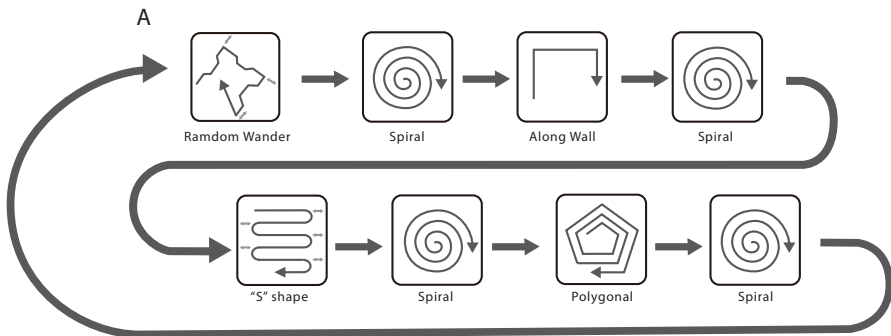 A
Ramdom Wander
Spiral
Along Wall
Spiral
“S” shape
Spiral
Polygonal
Spiral